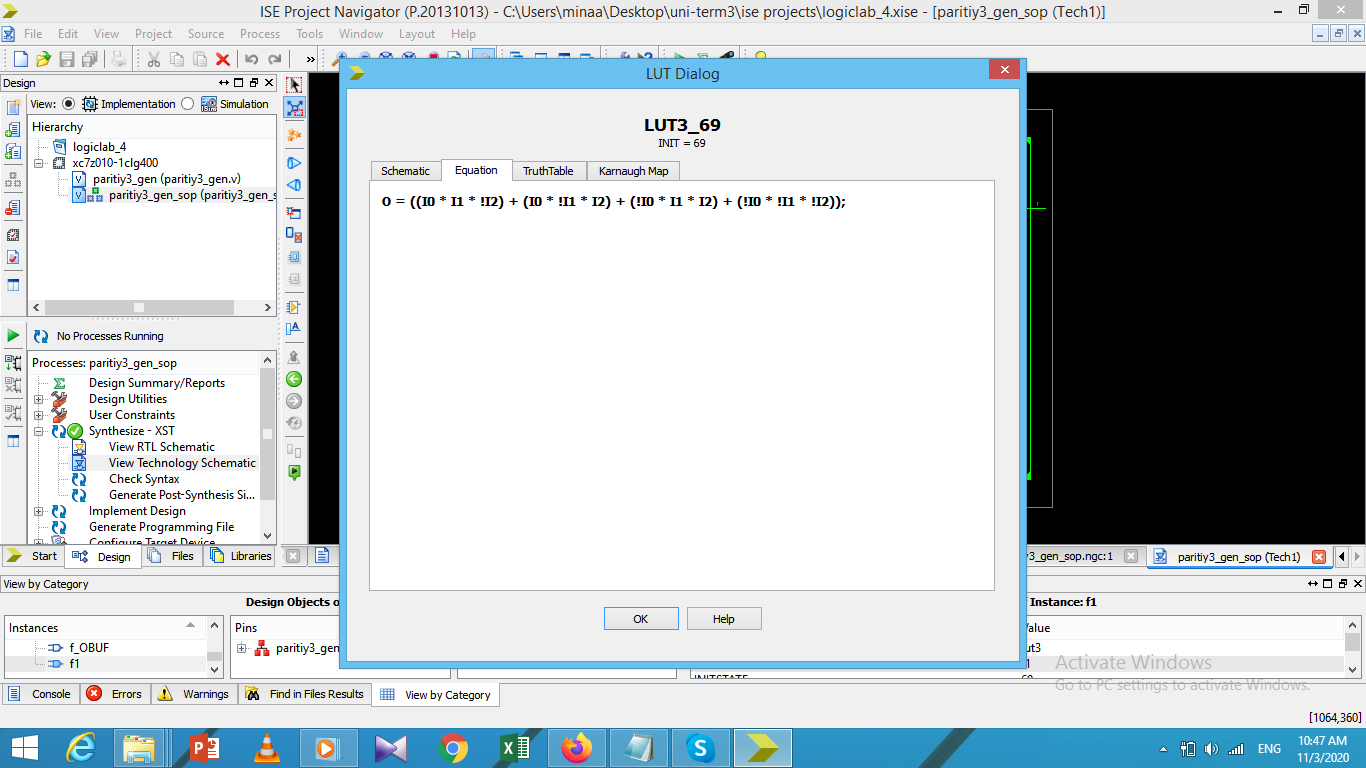 ISE Project Navigator (P.20131013) - C:\Users\minaa\Desktop\uni-term3\ise projects\logiclab_4.xise - [paritiy3_gen_sop (Tech1)]
File Edit View Project Source Process Tools Window Layout Help
Design
View: Implementation Simulation
Hierarchy
logiclab_4
xc7z010-1clg400
paritiy3_gen (paritiy3_gen.v)
paritiy3_gen_sop (paritiy3_gen_s
No Processes Running
Processes: paritiy3_gen_sop
Design Summary/Reports
Design Utilities
User Constraints
Synthesize - XST
View RTL Schematic
View Technology Schematic
Check Syntax
Generate Post-Synthesis Si...
Implement Design
Generate Programming File
Configure Target Device
Start Design Files Libraries
LUT Dialog
LUT3_69
INIT = 69
Schematic Equation TruthTable Karnaugh Map
O = ((I0 * I1 * !I2) + (I0 * !I1 * I2) + (!I0 * I1 * I2) + (!I0 * !I1 * !I2));
OK Help
y3_gen_sop.ngc:1 paritiy3_gen_sop (Tech1)
View by Category
Design Objects o
Instance: f1
Instances
f_OBUF
f1
Pins
paritiy3_gen
alue
ut3
1
INITSTATE 69
Activate Windows
Go to PC settings to activate Windows.
Console Errors Warnings Find in Files Results View by Category
[1064,360]
ENG
10:47 AM
11/3/2020